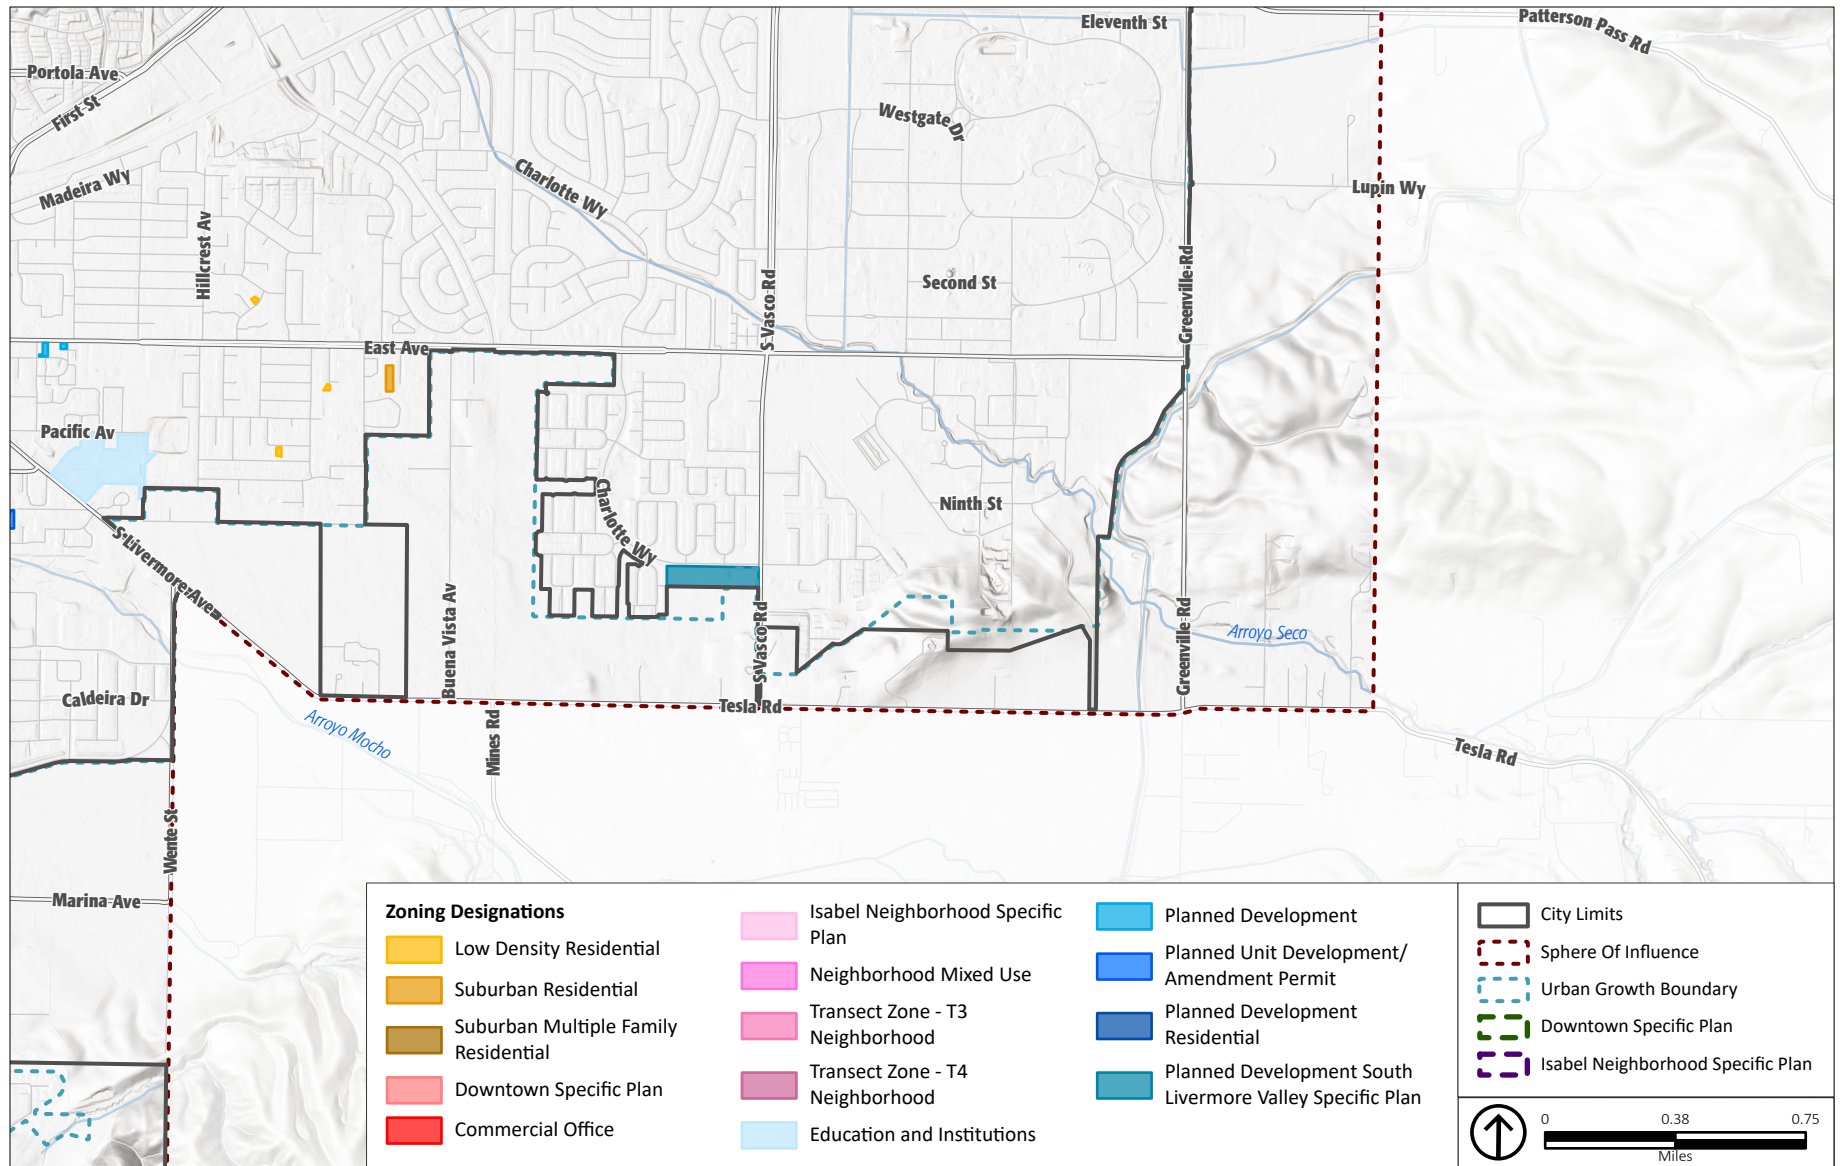 Eleventh St
Patterson Pass Rd
Portola Ave
First St
Westgate Dr
Madeira Wy
Charlotte Wy
Lupin Wy
Hillcrest Av
Second St
S Vasco Rd
Greenville Rd
East Ave
Pacific Av
Charlotte Wy
Ninth St
S Livermore Ave
Buena Vista Av
S Vasco Rd
Greenville Rd
Arroyo Seco
Caldeira Dr
Tesla Rd
Arroyo Mocho
Mines Rd
Tesla Rd
Wente St
Marina Ave
Zoning Designations
Low Density Residential
Suburban Residential
Suburban Multiple Family
Residential
Downtown Specific Plan
Commercial Office
Isabel Neighborhood Specific
Plan
Neighborhood Mixed Use
Transect Zone - T3
Neighborhood
Transect Zone - T4
Neighborhood
Education and Institutions
Planned Development
Planned Unit Development/
Amendment Permit
Planned Development
Residential
Planned Development South
Livermore Valley Specific Plan
City Limits
Sphere Of Influence
Urban Growth Boundary
Downtown Specific Plan
Isabel Neighborhood Specific Plan
0 0.38 0.75
Miles